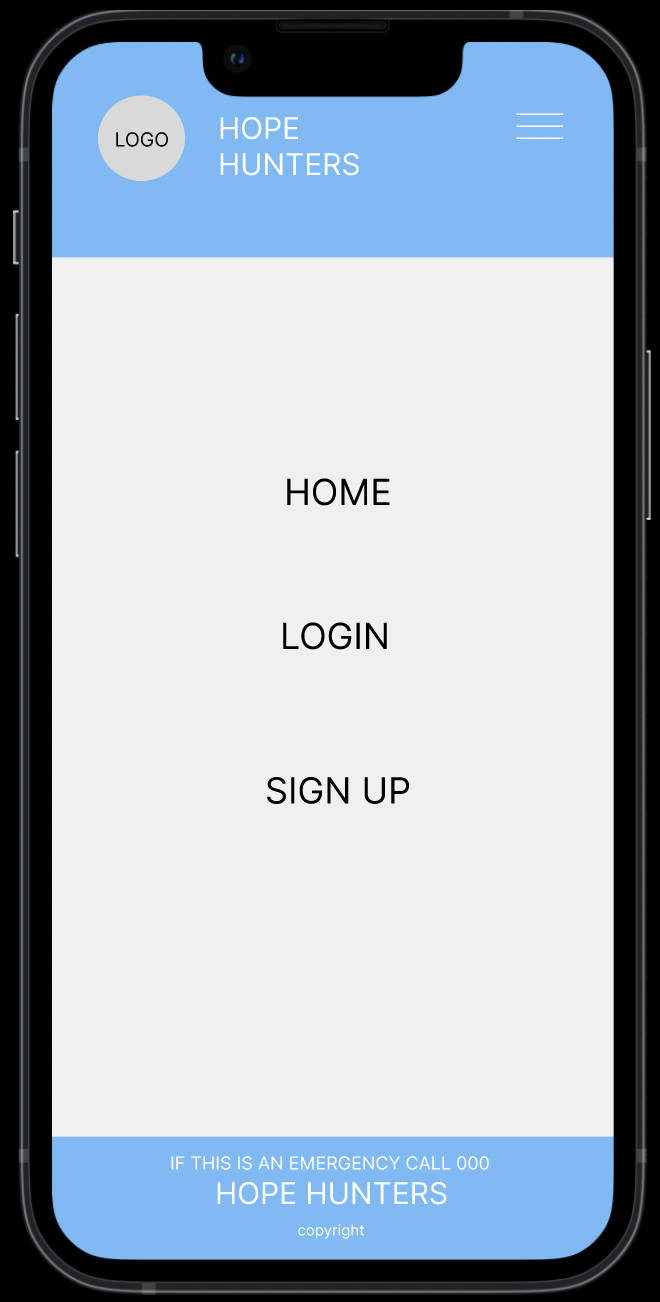 LOGO
HOPE
HUNTERS
HOME
LOGIN
SIGN UP
IF THIS IS AN EMERGENCY CALL 000
HOPE HUNTERS
copyright